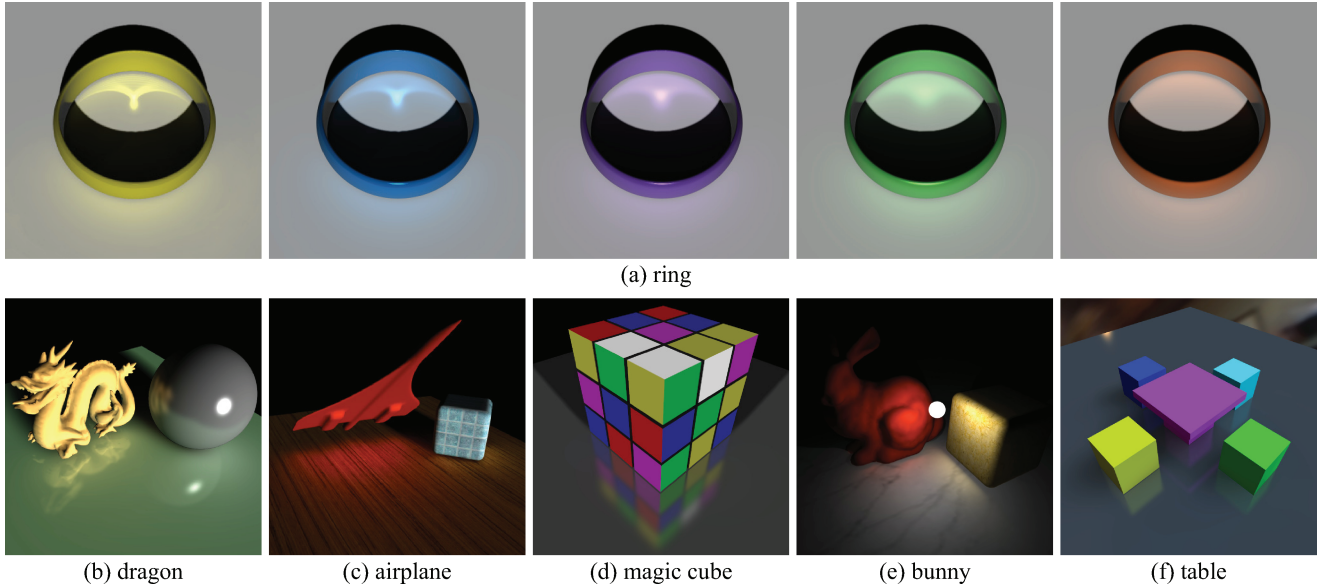 (a) ring
(b) dragon
(c) airplane
(d) magic cube
(e) bunny
(f) table